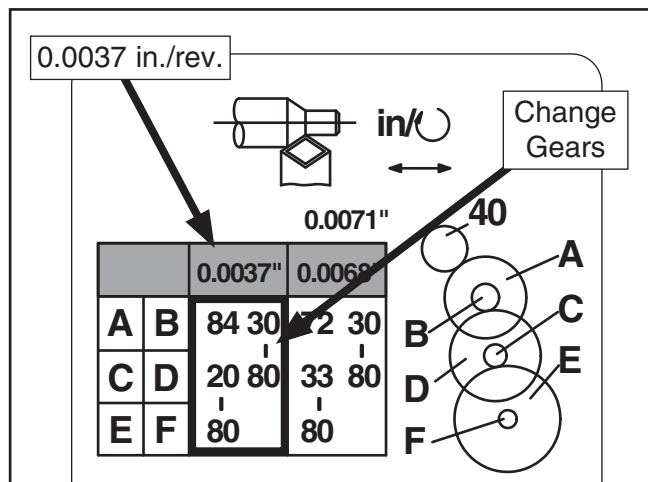 0.0037 in./rev.
Change
Gears
in/
0.0071"
40
0.0037" 0.0068"
A B 84 30 72 30
C D 20 80 33 80
E F 80 80
A
B
C
D
E
F